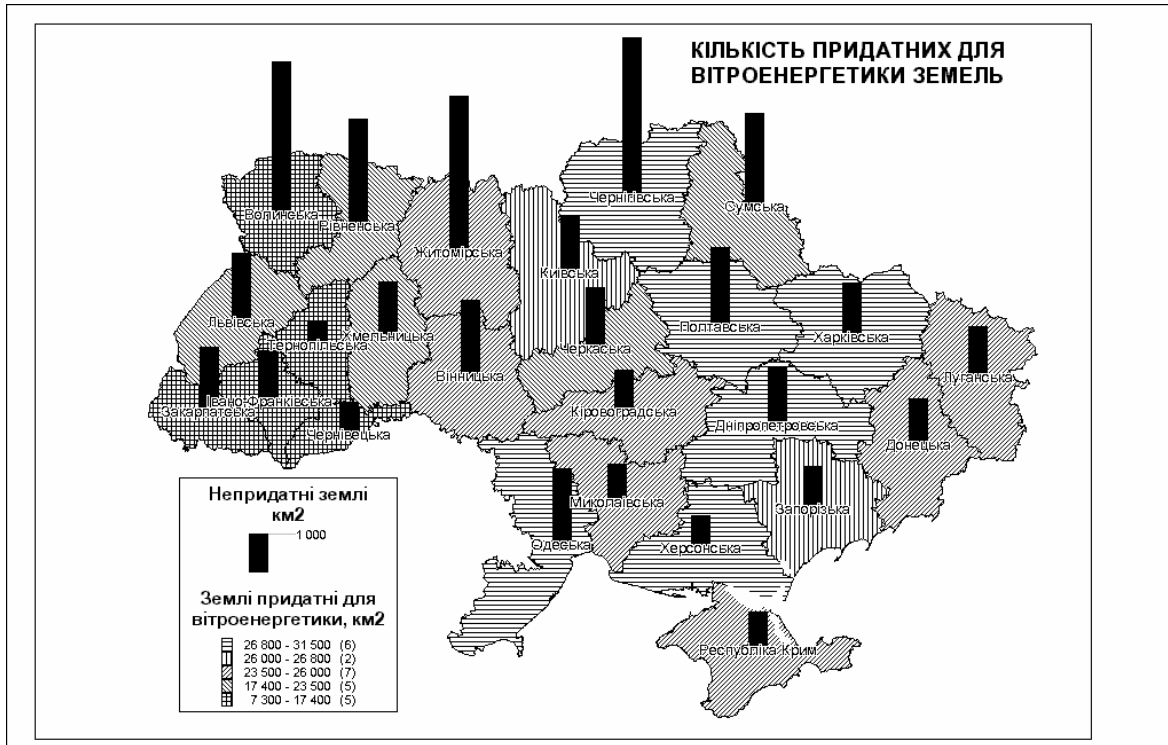 КІЛЬКІСТЬ ПРИДАТНИХ ДЛЯ
ВІТРОЕНЕРГЕТИКИ ЗЕМЕЛЬ
Чернігівська
Сумська
Волинська
Рівненська
Житомірська
Київська
Львівська
Хмельницька
Тернопільська
Черкаська
Полтавська
Харківська
Вінницька
Луганська
Івано-Франківська
Закарпатська
Кіровоградська
Дніпропетровська
Чернівецька
Донецька
Миколаївська
Запорізька
Одеська
Херсонська
Республіка Крим
Непридатні землі
км2
1 000
Землі придатні для
вітроенергетики, км2
26 800 - 31 500 (6)
26 000 - 26 800 (2)
23 500 - 26 000 (7)
17 400 - 23 500 (5)
7 300 - 17 400 (5)